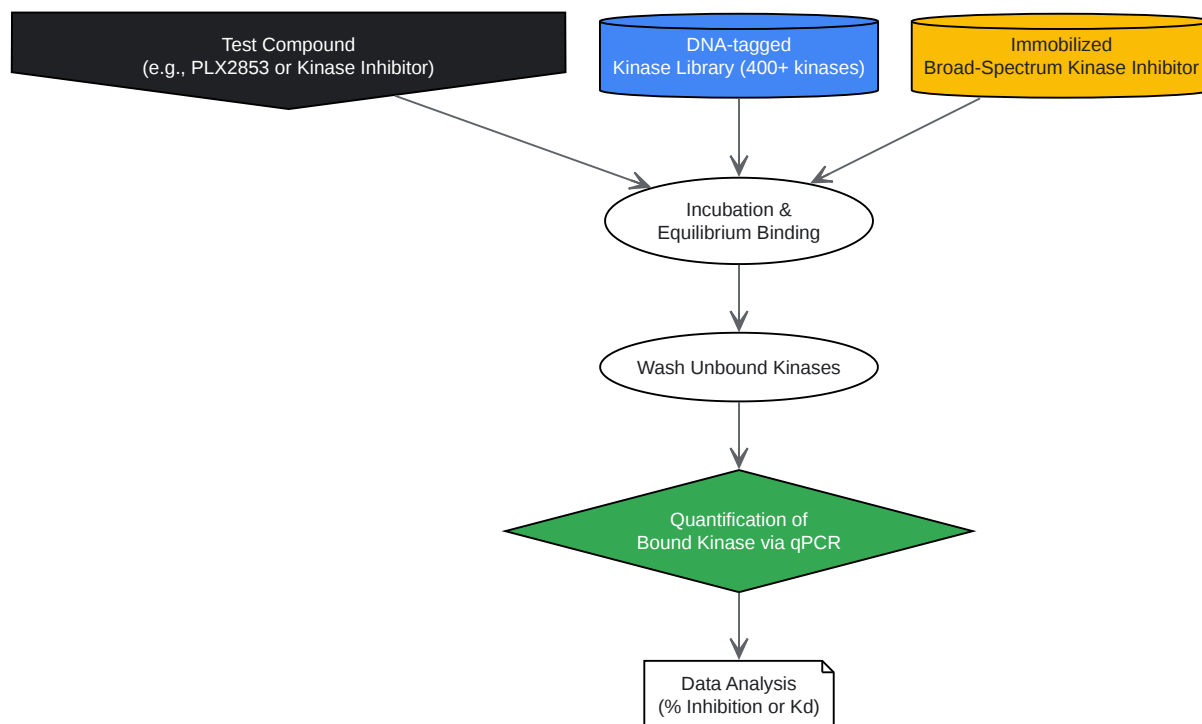 Test Compound
(e.g., PLX2853 or Kinase Inhibitor)
DNA-tagged
Kinase Library (400+ kinases)
Immobilized
Broad-Spectrum Kinase Inhibitor
Incubation &
Equilibrium Binding
Wash Unbound Kinases
Quantification of
Bound Kinase via qPCR
Data Analysis
(% Inhibition or Kd)